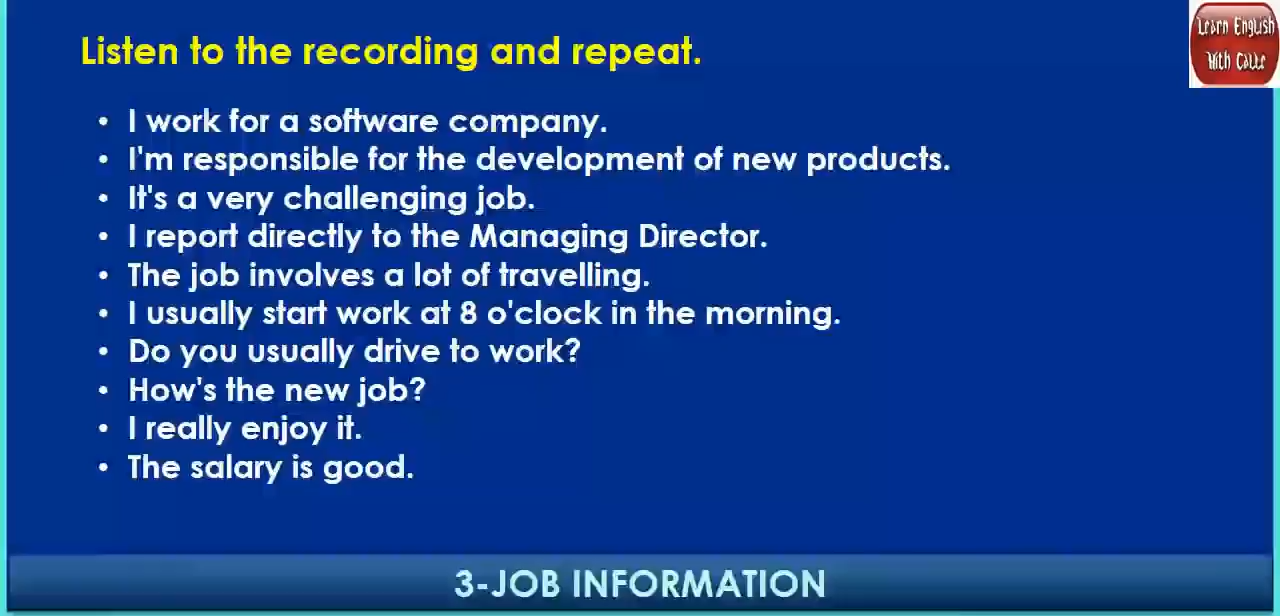 Listen to the recording and repeat.
Learn English
With Calls
• I work for a software company.
• I'm responsible for the development of new products.
• It's a very challenging job.
• I report directly to the Managing Director.
• The job involves a lot of travelling.
• I usually start work at 8 o'clock in the morning.
• Do you usually drive to work?
• How's the new job?
• I really enjoy it.
• The salary is good.
3-JOB INFORMATION